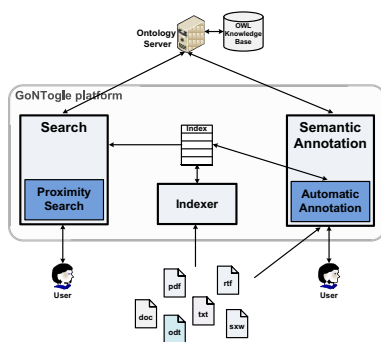 Ontology
Server
OWL
Knowledge
Base
GoNTogle platform
Search
Index
Semantic
Annotation
Proximity
Search
Indexer
Automatic
Annotation
User
User
pdf
rtf
doc
txt
odt
sxw